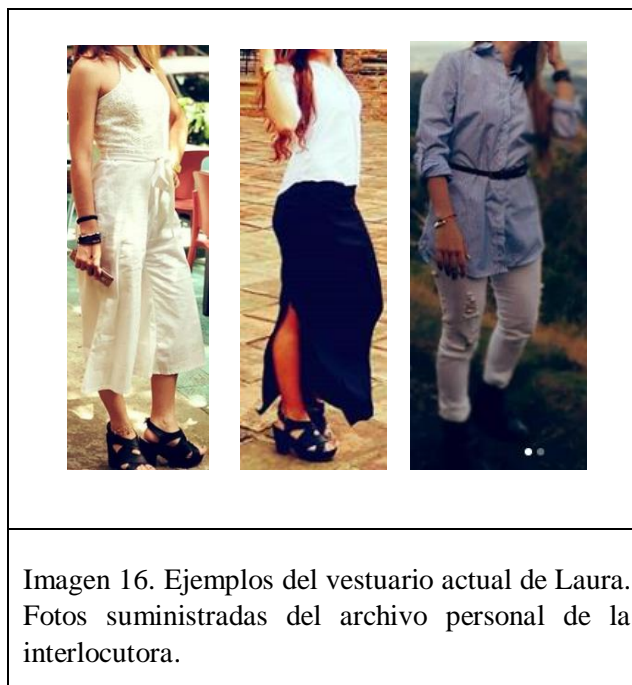 Imagen 16. Ejemplos del vestuario actual de Laura.
Fotos suministradas del archivo personal de la
interlocutora.